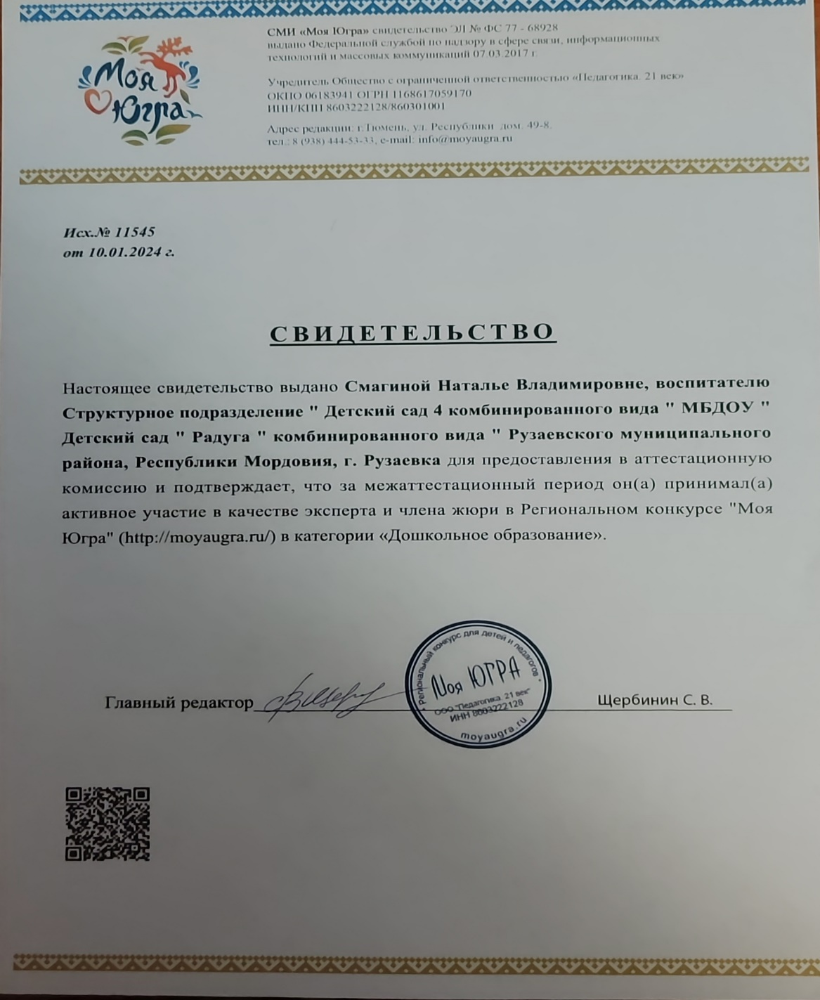 Моя
Югра
СМИ «Моя Югра» свидетельство ЭЛ № ФС 77 - 68928
выдано Федеральной службой по надзору в сфере связи, информационных
технологий и массовых коммуникаций 07.03.2017 г.
Учредитель Общество с ограниченной ответственностью «Педагогика. 21 век»
ОКПО 06183941 ОГРН 1168617059170
ИНН/КПП 8603222128/860301001
Адрес редакции: г.Тюмень, ул. Республики дом. 49-8.
тел.: 8 (938) 444-53-33, e-mail: info@moyaugra.ru
Исх.№ 11545
от 10.01.2024 г.
СВИДЕТЕЛЬСТВО
Настоящее свидетельство выдано Смагиной Наталье Владимировне, воспитателю
Структурное подразделение " Детский сад 4 комбинированного вида " МБДОУ "
Детский сад " Радуга " комбинированного вида " Рузаевского муниципального
района, Республики Мордовия, г. Рузаевка для предоставления в аттестационную
комиссию и подтверждает, что за межаттестационный период он(а) принимал(а)
активное участие в качестве эксперта и члена жюри в Региональном конкурсе "Моя
Югра" (http://moyaugra.ru/) в категории «Дошкольное образование».
Главный редактор
Региональный конкурс для детей и педагогов
Моя ЮГРА
ООО "Педагогика. 21 век"
ИНН 8603222128
moyaugra.ru
Щербинин С. В.